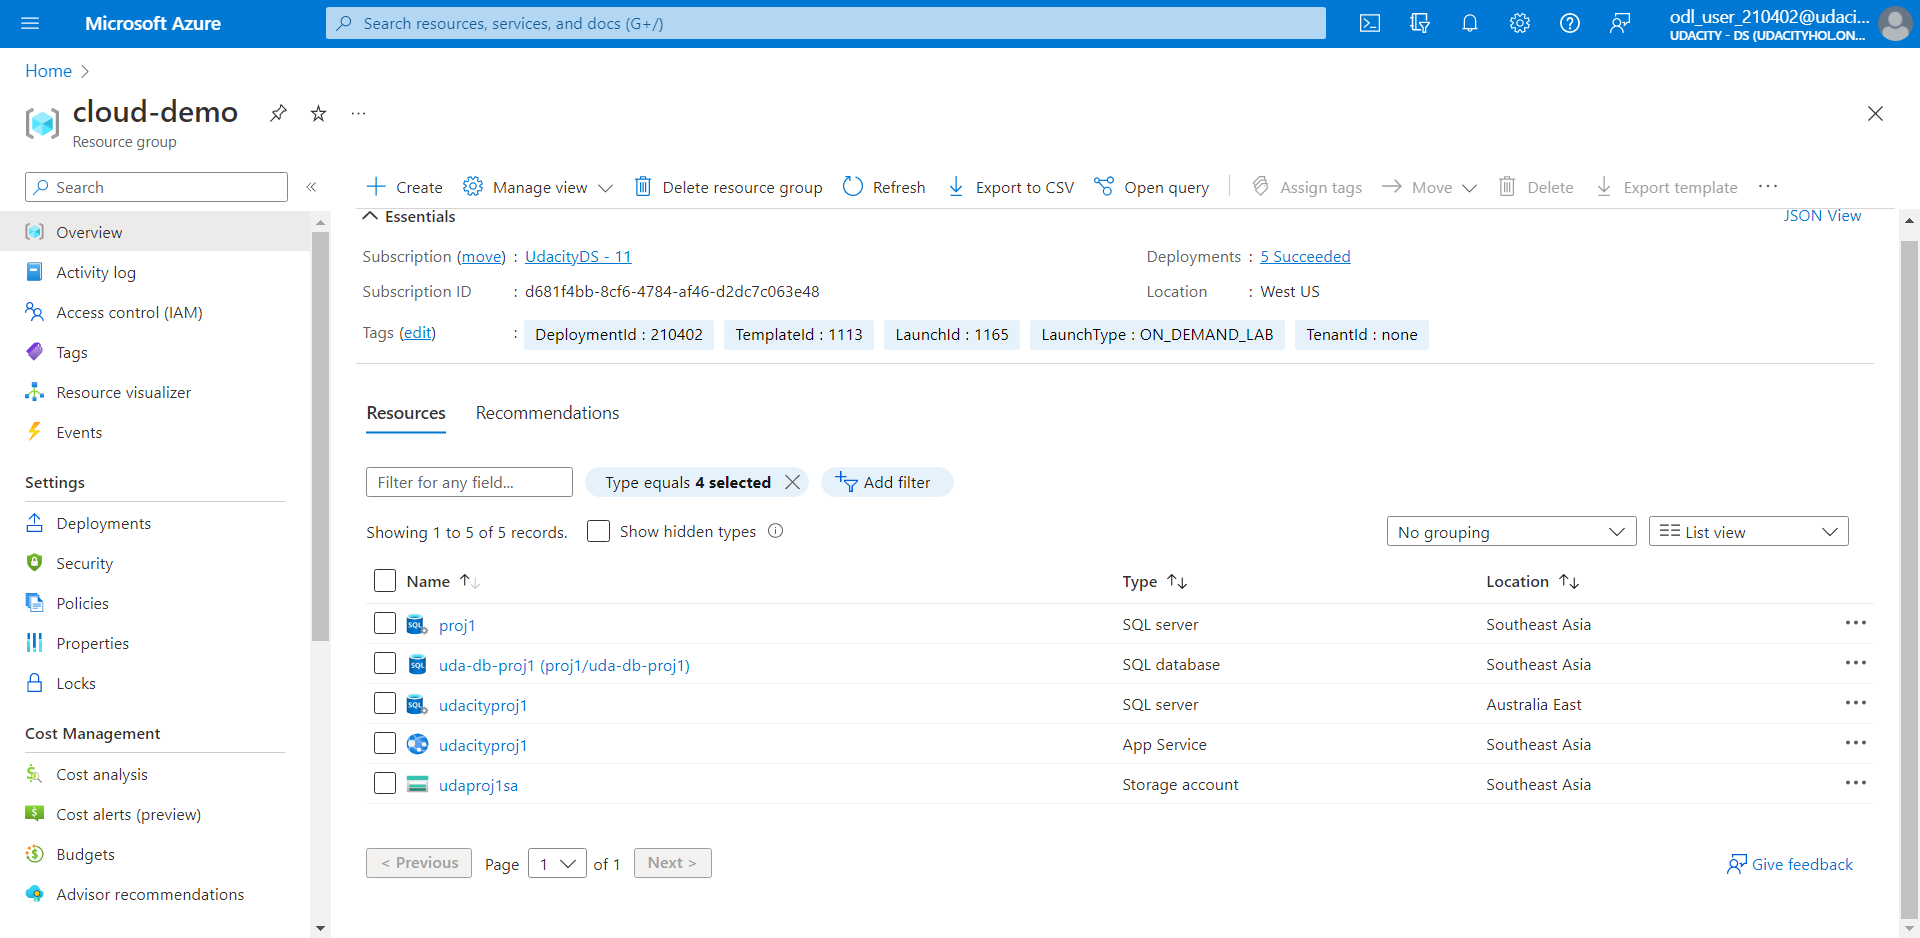 Microsoft Azure
Search resources, services, and docs (G+/)
odl_user_210402@udaci...
UDACITY - DS (UDACITYHOL.ON...
Home
cloud-demo
Resource group
Search
Create
Manage view
Delete resource group
Refresh
Export to CSV
Open query
Assign tags
Move
Delete
Export template
Overview
Activity log
Access control (IAM)
Tags
Resource visualizer
Events
Settings
Deployments
Security
Policies
Properties
Locks
Cost Management
Cost analysis
Cost alerts (preview)
Budgets
Advisor recommendations
Essentials
JSON View
Subscription (move) : UdacityDS - 11
Deployments : 5 Succeeded
Subscription ID : d681f4bb-8cf6-4784-af46-d2dc7c063e48
Location : West US
Tags (edit) : DeploymentId : 210402 TemplateId : 1113 LaunchId : 1165 LaunchType : ON_DEMAND_LAB TenantId : none
Resources Recommendations
Filter for any field...
Type equals 4 selected
Add filter
Showing 1 to 5 of 5 records.
Show hidden types
No grouping
List view
Name Type Location
proj1 SQL server Southeast Asia
uda-db-proj1 (proj1/uda-db-proj1) SQL database Southeast Asia
udacityproj1 SQL server Australia East
udacityproj1 App Service Southeast Asia
udaproj1sa Storage account Southeast Asia
< Previous Page 1 of 1 Next >
Give feedback